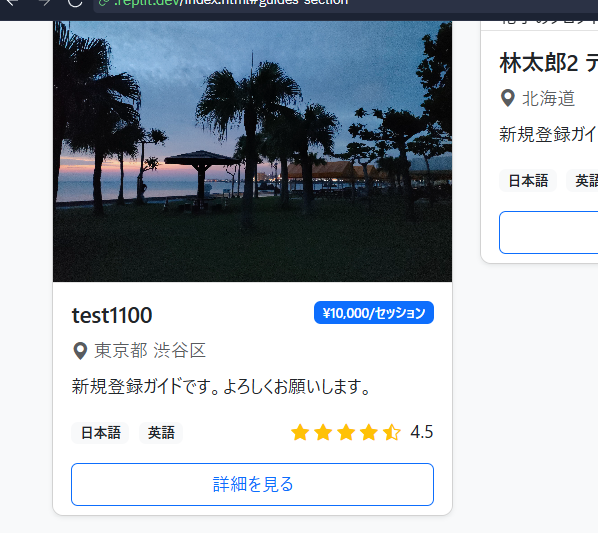 .replit.dev/index.html#guides-section
test1100
¥10,000/セッション
東京都 渋谷区
新規登録ガイドです。よろしくお願いします。
日本語 英語
4.5
詳細を見る
林太郎2
北海道
新規登録ガイ
日本語 英語